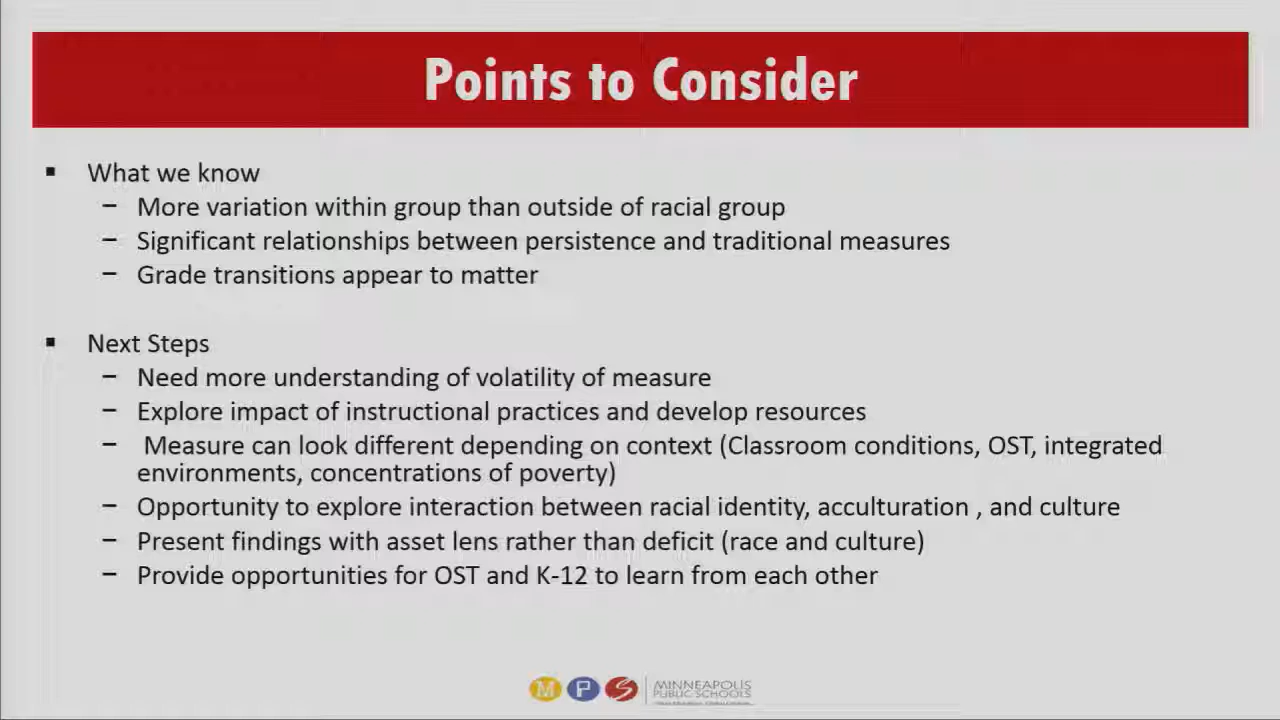 Points to Consider
▪ What we know
– More variation within group than outside of racial group
– Significant relationships between persistence and traditional measures
– Grade transitions appear to matter
▪ Next Steps
– Need more understanding of volatility of measure
– Explore impact of instructional practices and develop resources
– Measure can look different depending on context (Classroom conditions, OST, integrated
environments, concentrations of poverty)
– Opportunity to explore interaction between racial identity, acculturation , and culture
– Present findings with asset lens rather than deficit (race and culture)
– Provide opportunities for OST and K-12 to learn from each other
M P S
MINNEAPOLIS
PUBLIC SCHOOLS